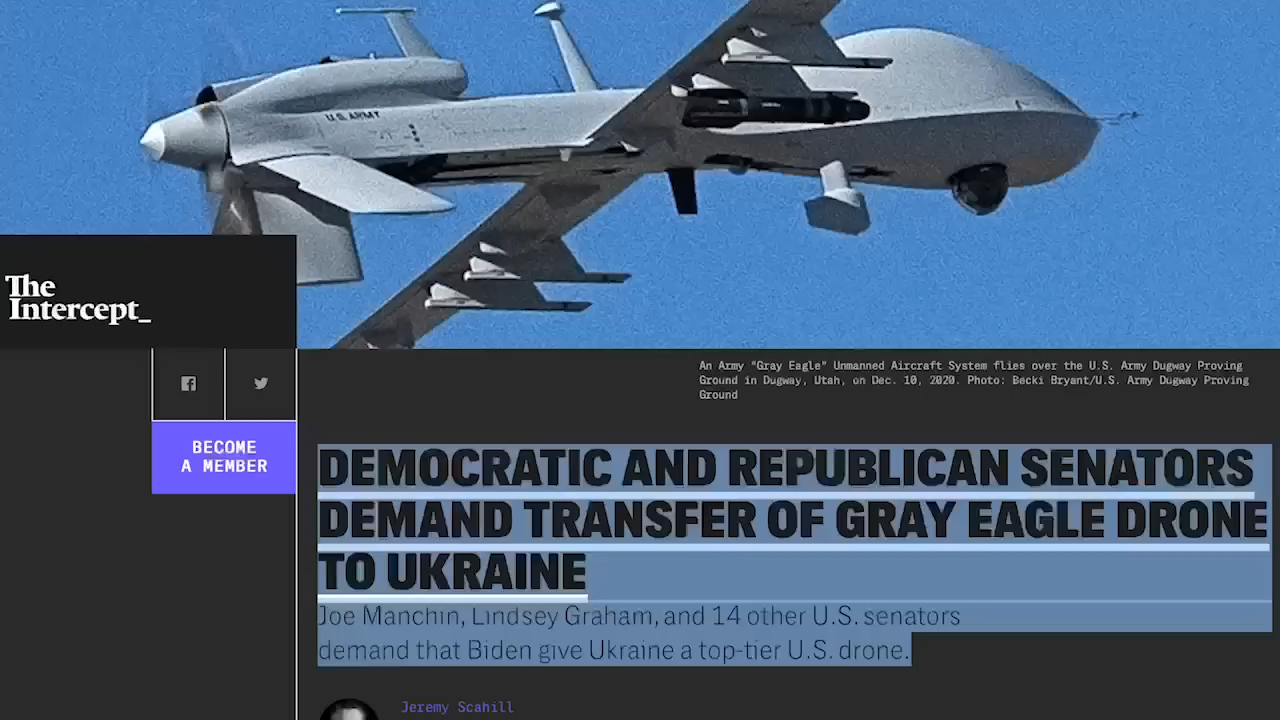 U.S. ARMY
The
Intercept_
An Army "Gray Eagle" Unmanned Aircraft System flies over the U.S. Army Dugway Proving
Ground in Dugway, Utah, on Dec. 10, 2020. Photo: Becki Bryant/U.S. Army Dugway Proving
Ground
BECOME
A MEMBER
DEMOCRATIC AND REPUBLICAN SENATORS
DEMAND TRANSFER OF GRAY EAGLE DRONE
TO UKRAINE
Joe Manchin, Lindsey Graham, and 14 other U.S. senators
demand that Biden give Ukraine a top-tier U.S. drone.
Jeremy Scahill